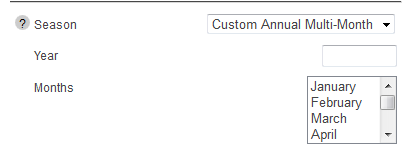 ? Season Custom Annual Multi-Month
Year
Months
January
February
March
April